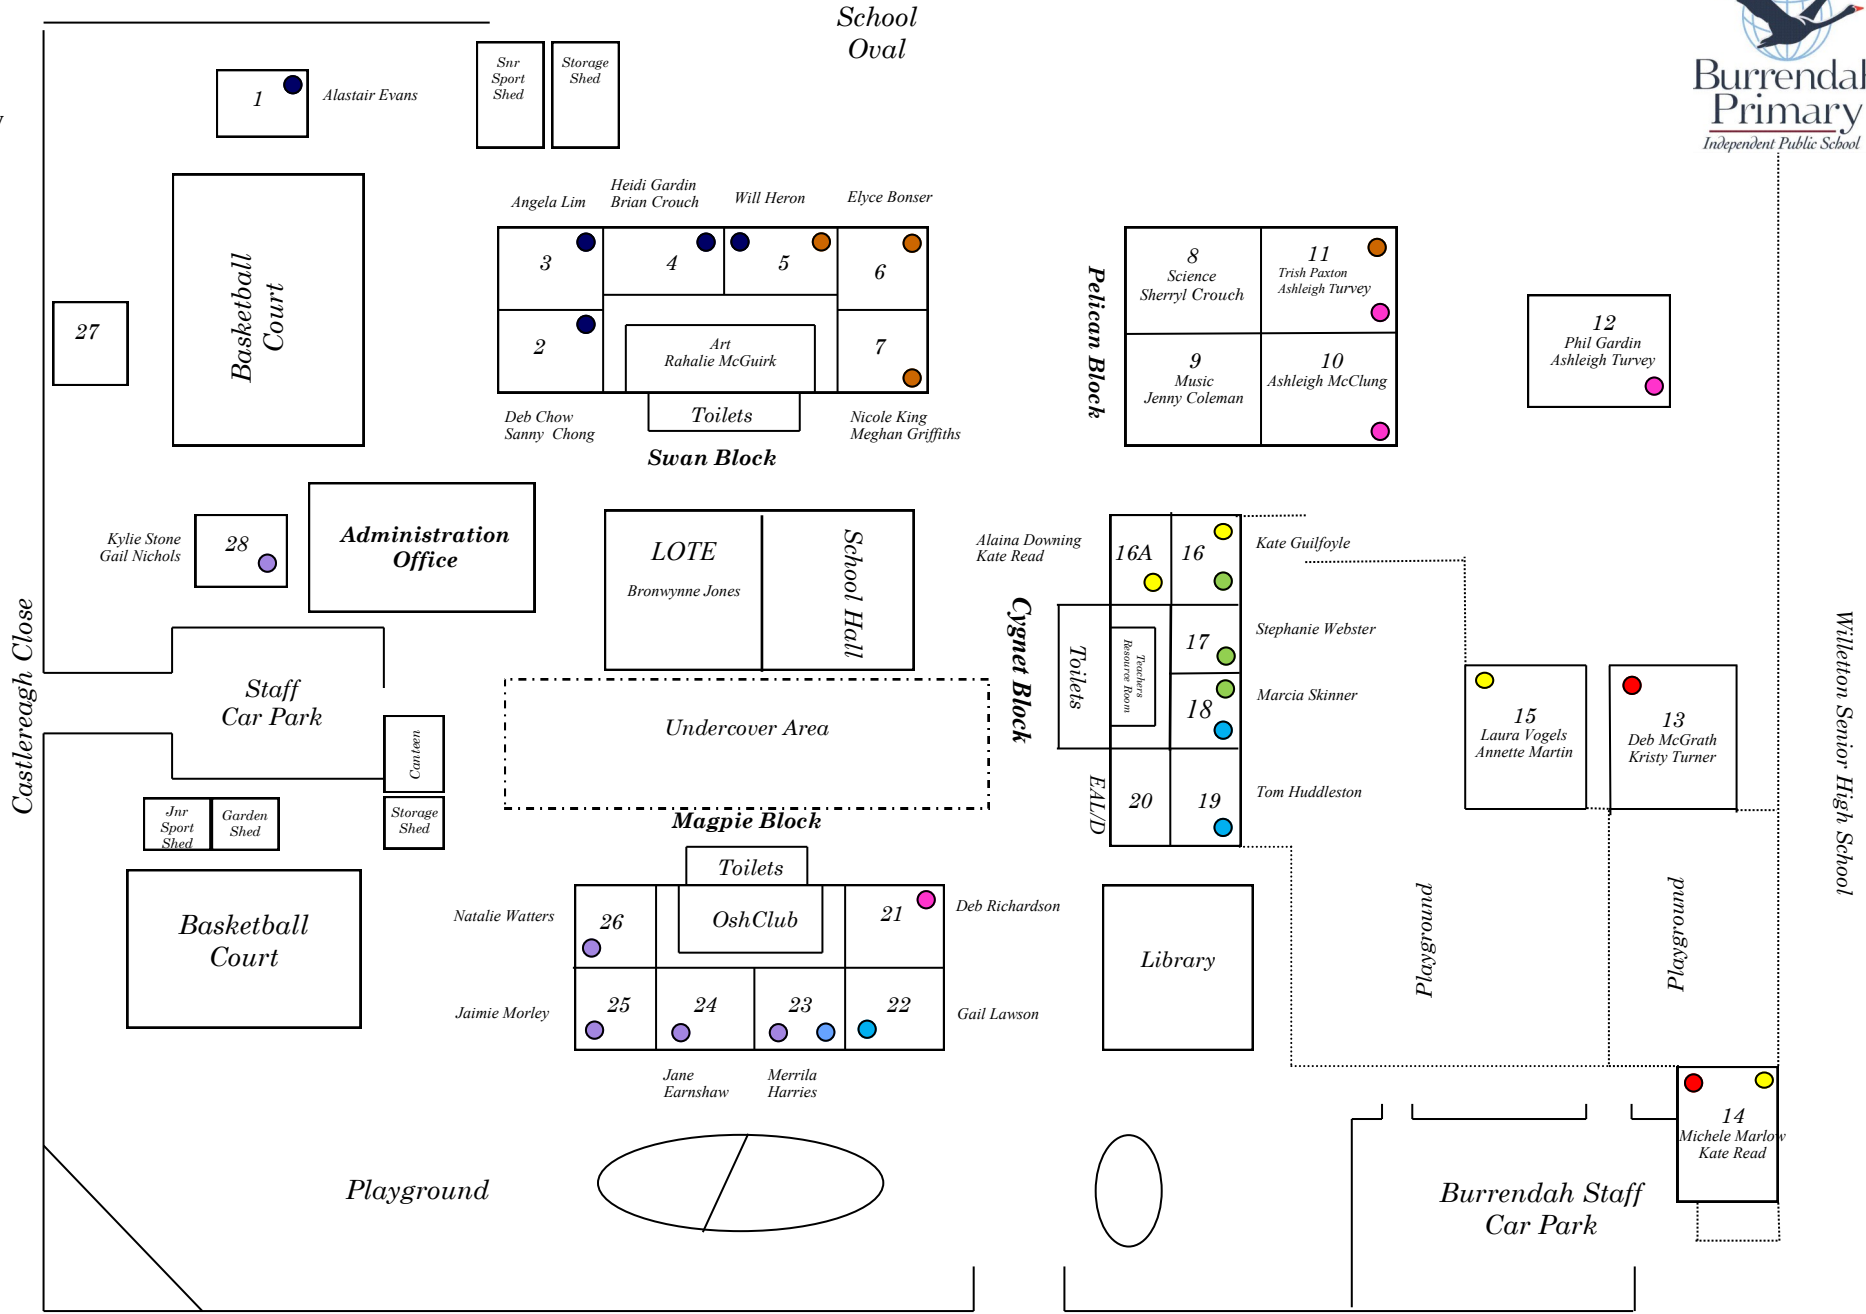 School
Oval
Burrendah
Primary
Independent Public School
1
Alastair Evans
Snr
Sport
Shed
Storage
Shed
Basketball
Court
27
Angela Lim
Heidi Gardin
Brian Crouch
Will Heron
Elyce Bonser
3
4
5
6
2
Art
Rahalie McGuirk
7
Toilets
Deb Chow
Sanny Chong
Nicole King
Meghan Griffiths
Swan Block
Pelican Block
8
Science
Sherryl Crouch
11
Trish Paxton
Ashleigh Turvey
9
Music
Jenny Coleman
10
Ashleigh McClung
12
Phil Gardin
Ashleigh Turvey
Kylie Stone
Gail Nichols
28
Administration
Office
LOTE
Bronwynne Jones
School Hall
Alaina Downing
Kate Read
16A
16
Kate Guilfoyle
Cygnet Block
Toilets
Teachers
Resource Room
17
Stephanie Webster
18
Marcia Skinner
EAL/D
20
19
Tom Huddleston
Castlereagh Close
Staff
Car Park
Canteen
Undercover Area
Jnr
Sport
Shed
Garden
Shed
Storage
Shed
15
Laura Vogels
Annette Martin
13
Deb McGrath
Kristy Turner
Willetton Senior High School
Magpie Block
Toilets
Basketball
Court
Natalie Watters
26
OshClub
21
Deb Richardson
Jaimie Morley
25
24
23
22
Gail Lawson
Jane
Earnshaw
Merrila
Harries
Library
Playground
Playground
14
Michele Marlow
Kate Read
Playground
Burrendah Staff
Car Park